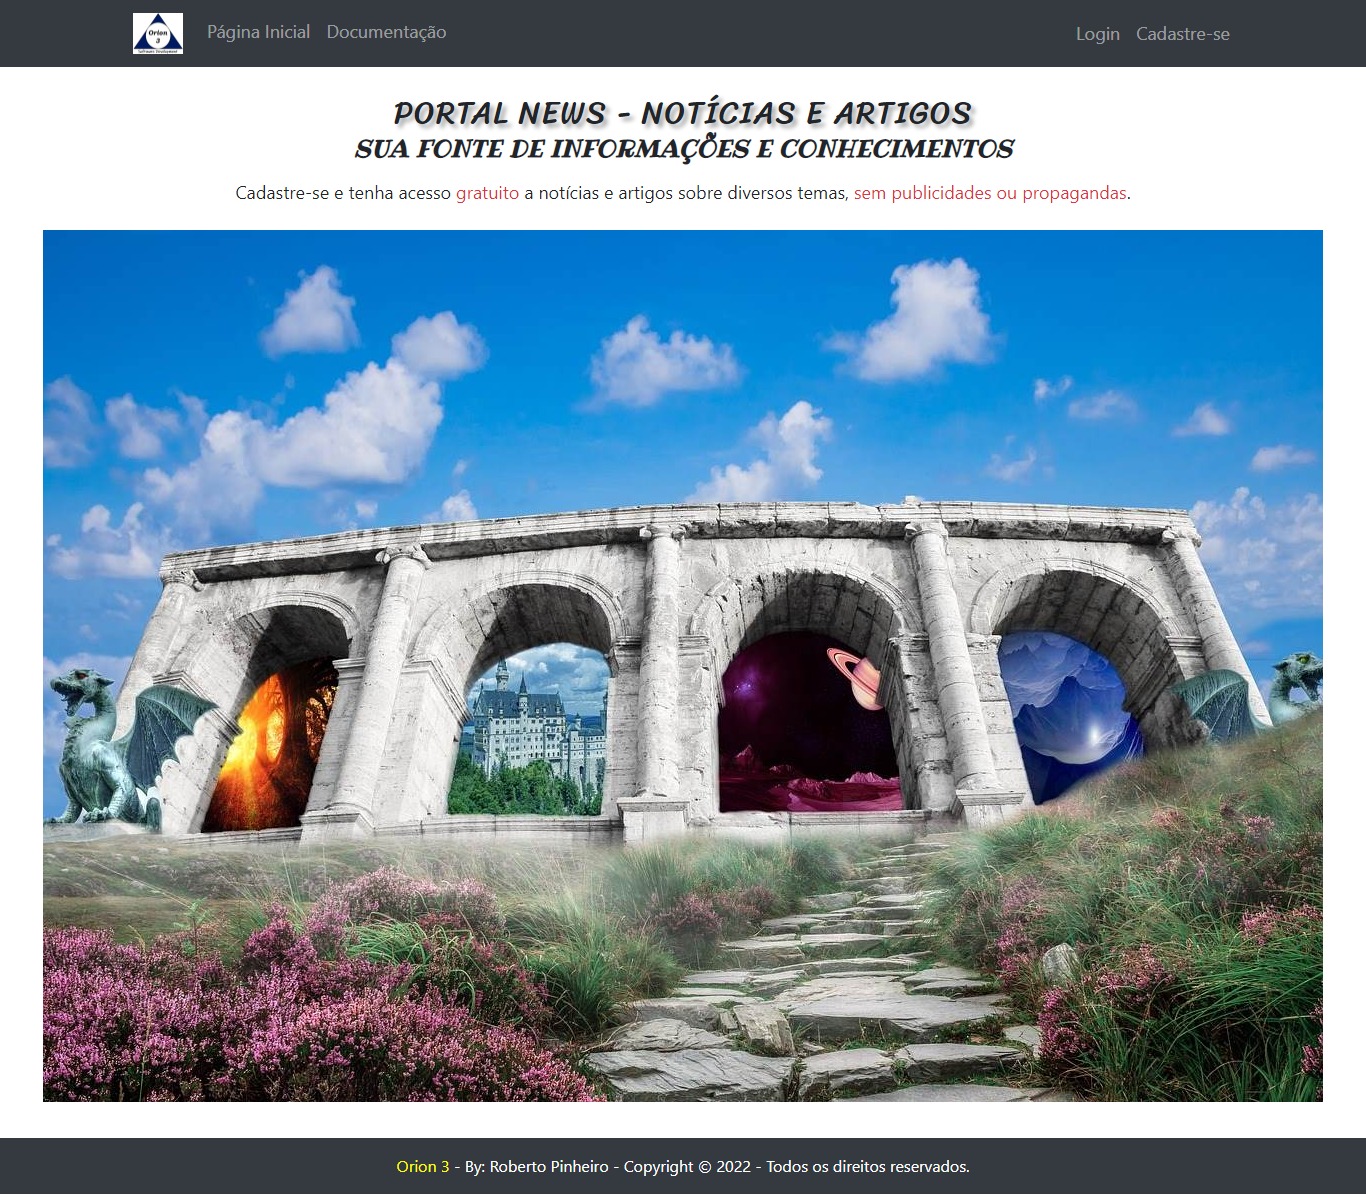 Orion
3
Software Development
Página Inicial
Documentação
Login
Cadastre-se
PORTAL NEWS - NOTÍCIAS E ARTIGOS
SUA FONTE DE INFORMAÇÕES E CONHECIMENTOS
Cadastre-se e tenha acesso gratuito a notícias e artigos sobre diversos temas, sem publicidades ou propagandas.
Orion 3 - By: Roberto Pinheiro - Copyright © 2022 - Todos os direitos reservados.